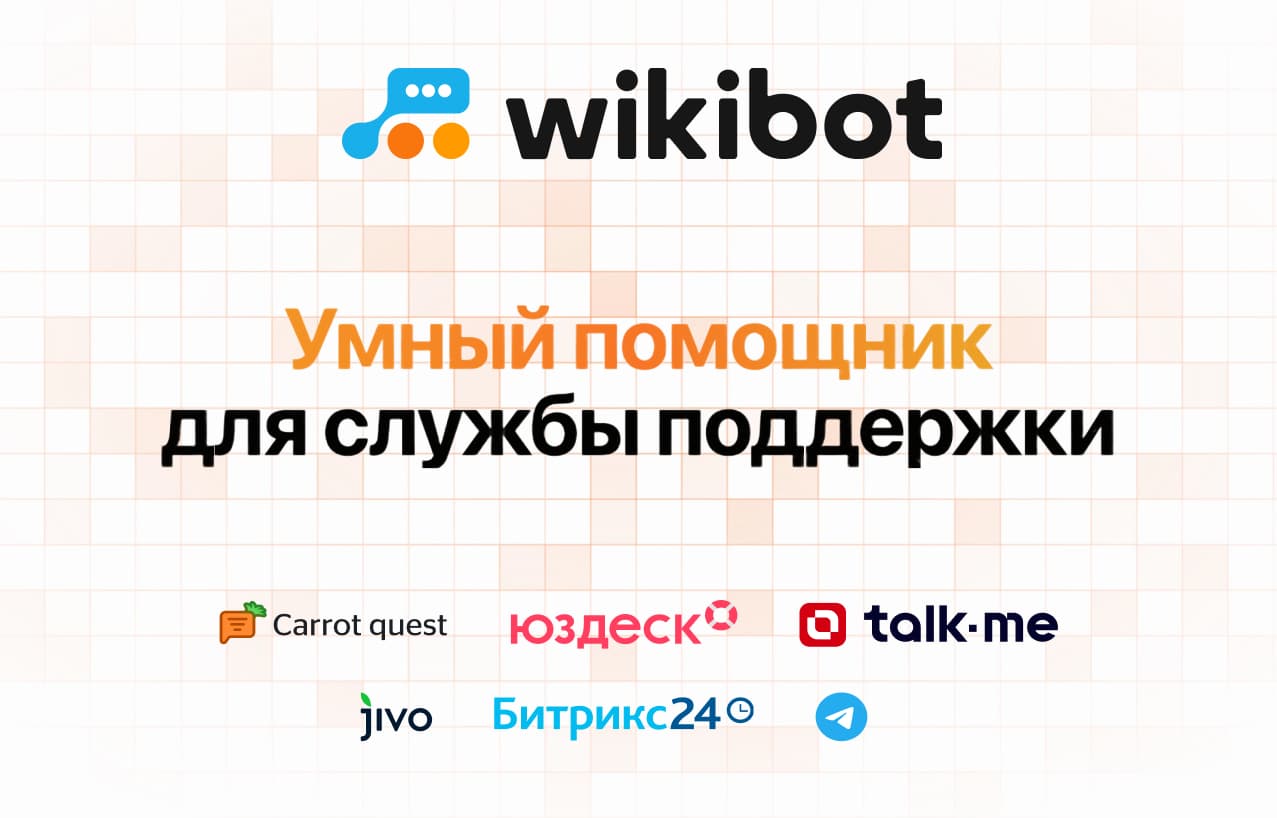 wikibot
Умный помощник
для службы поддержки
Carrot quest
юздеск
talk-me
jivo
Битрикс24